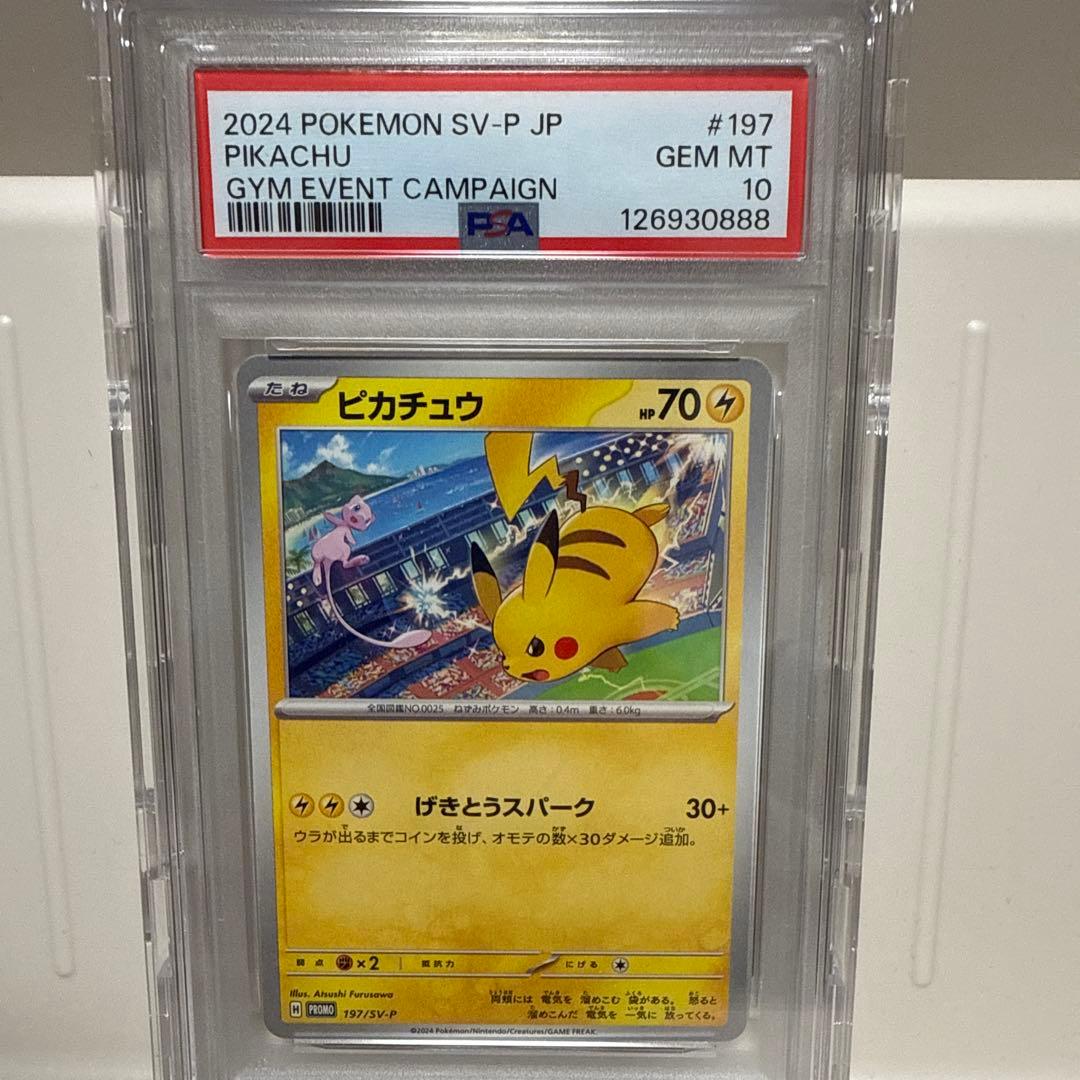 2024 POKEMON SV-P JP #197
PIKACHU GEM MT
GYM EVENT CAMPAIGN 10
PSA 126930888
たね ピカチュウ HP 70
全国図鑑NO.0025 ねずみポケモン 高さ:0.4m 重さ:6.0kg
げきとうスパーク 30+
ウラが出るまでコインを投げ、オモテの数×30ダメージ追加。
弱点 ×2 抵抗力 にげる
Illus. Atsushi Furusawa
両頬には 電気を 溜めこむ 袋がある。 怒ると
H PROMO 197/SV-P
溜めこんだ 電気を 一気に 放ってくる。
©2024 Pokémon/Nintendo/Creatures/GAME FREAK.